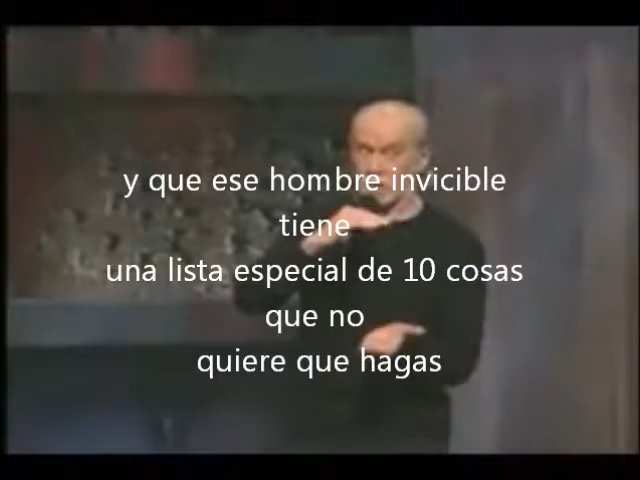 y que ese hombre invicible
tiene
una lista especial de 10 cosas
que no
quiere que hagas